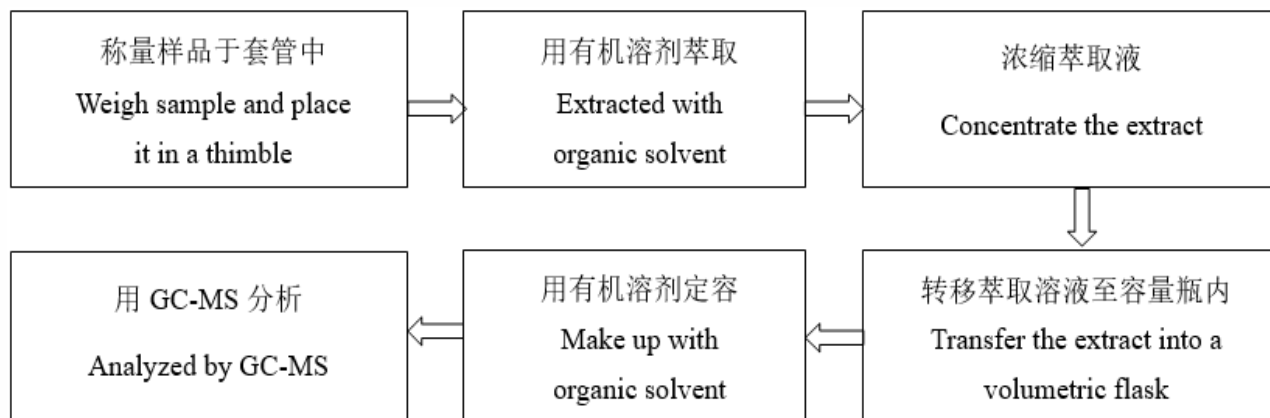 称量样品于套管中
Weigh sample and place
it in a thimble
用有机溶剂萃取
Extracted with
organic solvent
浓缩萃取液
Concentrate the extract
转移萃取溶液至容量瓶内
Transfer the extract into a
volumetric flask
用有机溶剂定容
Make up with
organic solvent
用 GC-MS 分析
Analyzed by GC-MS